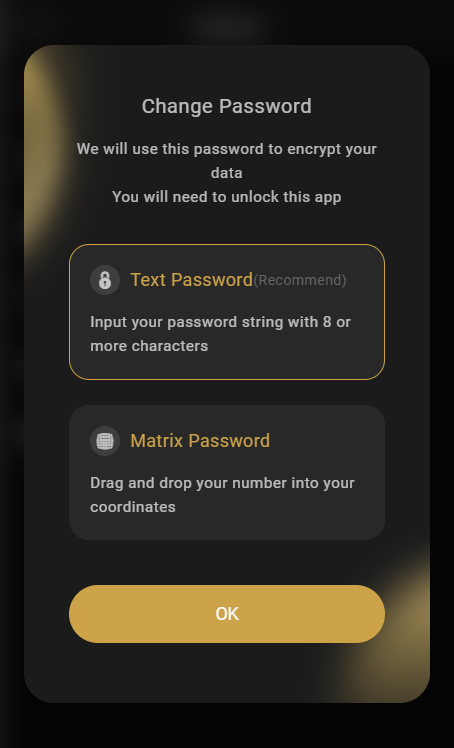 Change Password
We will use this password to encrypt your
data
You will need to unlock this app
Text Password(Recommend)
Input your password string with 8 or
more characters
Matrix Password
Drag and drop your number into your
coordinates
OK